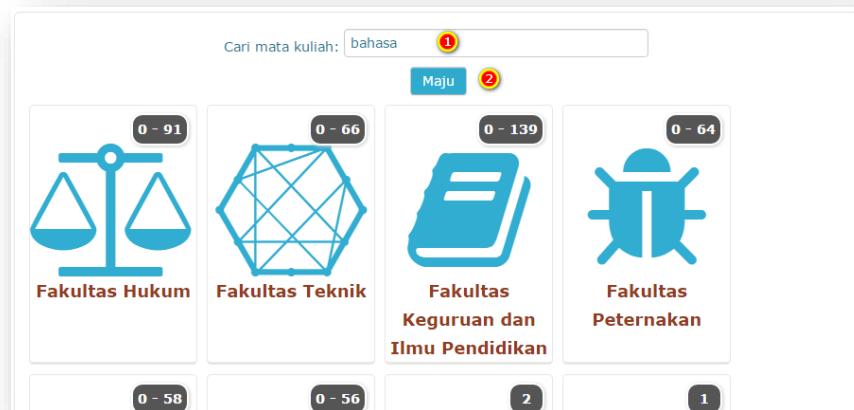 Cari mata kuliah: bahasa 1
Maju 2
0 - 91
0 - 66
0 - 139
0 - 64
Fakultas Hukum
Fakultas Teknik
Fakultas
Keguruan dan
Ilmu Pendidikan
Fakultas
Peternakan
0 - 58
0 - 56
2
1